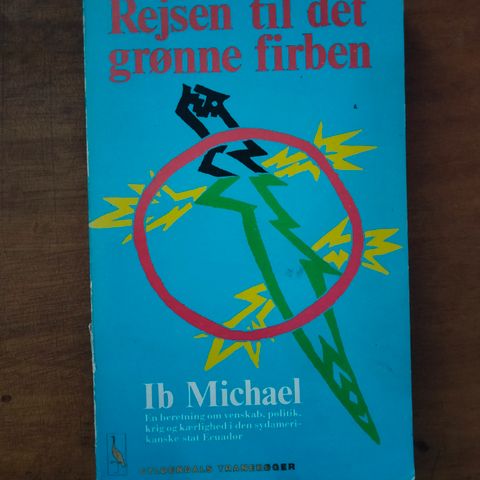 Rejsen til det
grønne firben
Ib Michael
En beretning om venskab, politik,
krig og kærlighed i den sydameri-
kanske stat Ecuador
GYLDENDALS TRANEBØGER